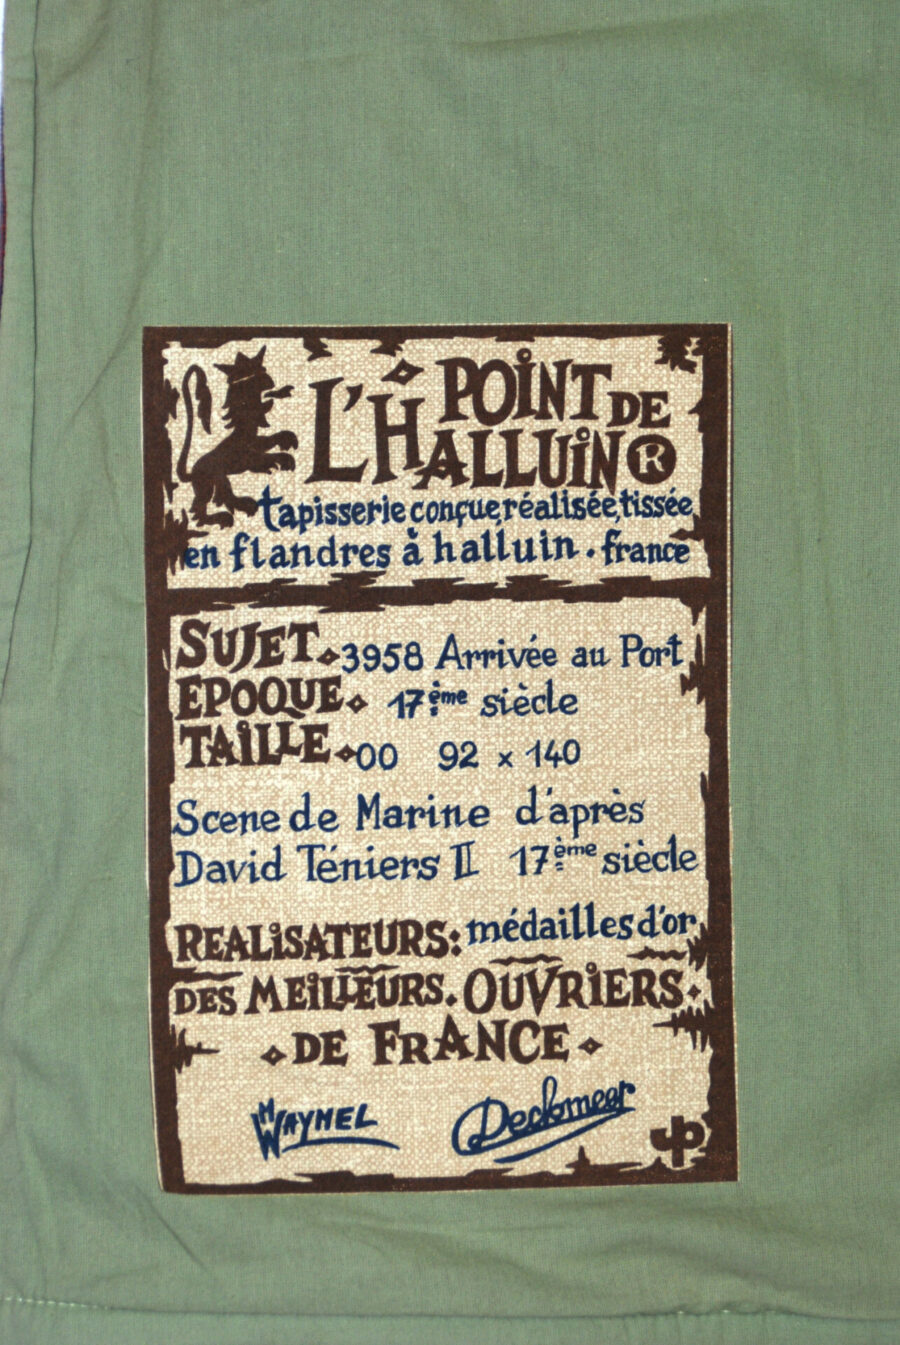 L'H POINT DE
HALLUIN ®
tapisserie conçue, réalisée, tissée
en flandres à halluin . france
SUJET 3958 Arrivée au Port
EPOQUE 17ème siècle
TAILLE 00 92 x 140
Scene de Marine d'après
David Téniers II 17ème siècle
REALISATEURS: médailles d'or
DES MEILLEURS. OUVRIERS
DE FRANCE
WAYMEL Deckmeer